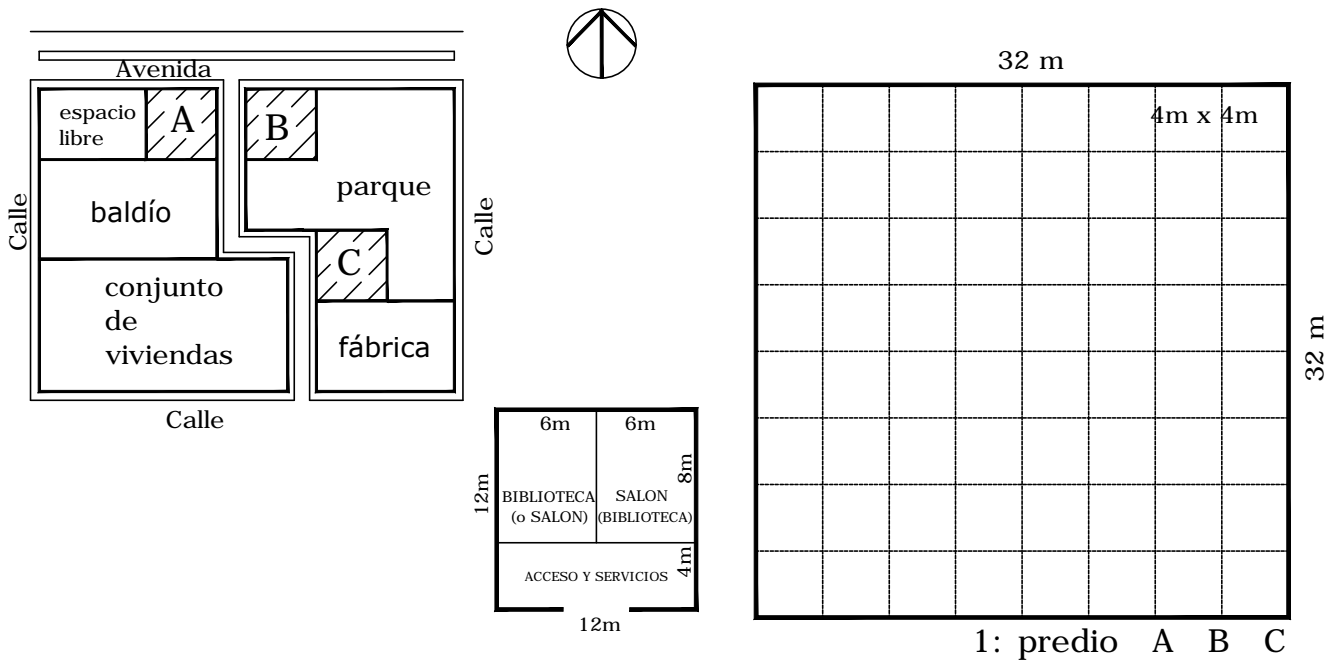 Avenida
espacio
libre
A
B
parque
baldío
Calle
Calle
C
conjunto
de
viviendas
fábrica
Calle
6m
6m
12m
8m
BIBLIOTECA
(o SALON)
SALON
(BIBLIOTECA)
4m
ACCESO Y SERVICIOS
12m
32 m
4m x 4m
32 m
1: predio A B C